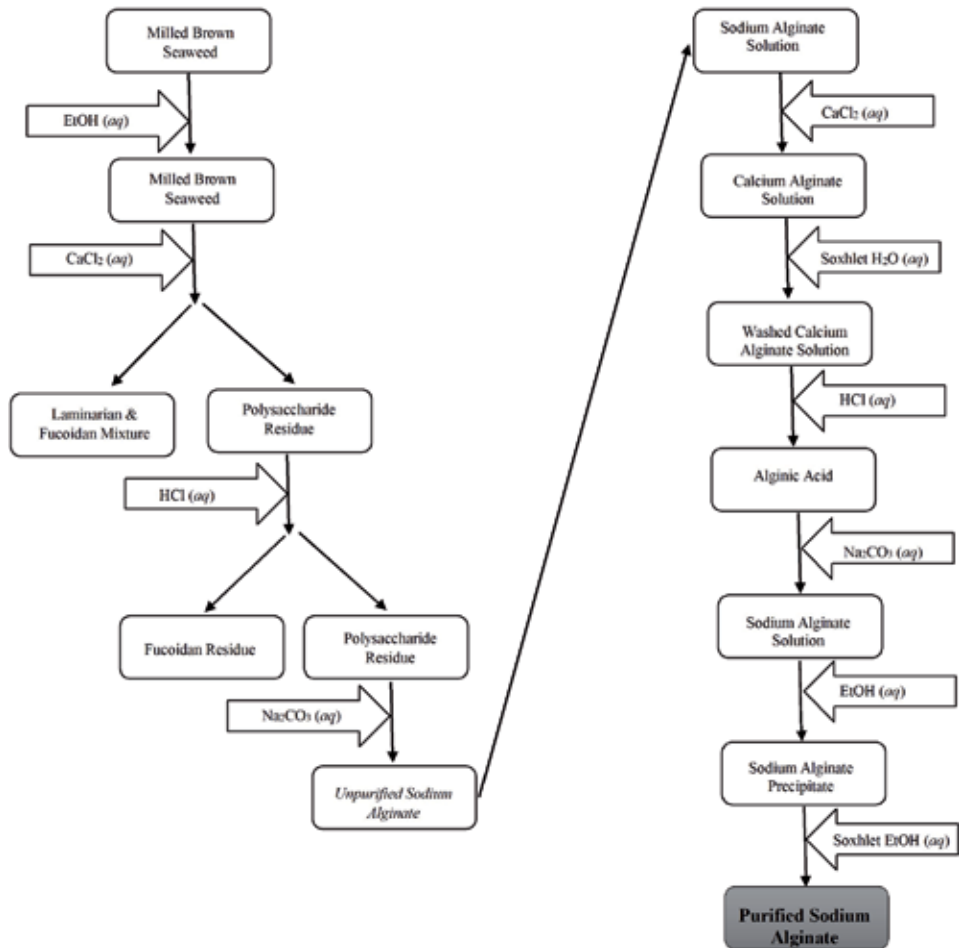 Milled Brown
Seaweed
EtOH (aq)
Milled Brown
Seaweed
CaCl₂ (aq)
Laminarian &
Fucoidan Mixture
Polysaccharide
Residue
HCl (aq)
Fucoidan Residue
Polysaccharide
Residue
Na₂CO₃ (aq)
Unpurified Sodium
Alginate
Sodium Alginate
Solution
CaCl₂ (aq)
Calcium Alginate
Solution
Soxhlet H₂O (aq)
Washed Calcium
Alginate Solution
HCl (aq)
Alginic Acid
Na₂CO₃ (aq)
Sodium Alginate
Solution
EtOH (aq)
Sodium Alginate
Precipitate
Soxhlet EtOH (aq)
Purified Sodium
Alginate